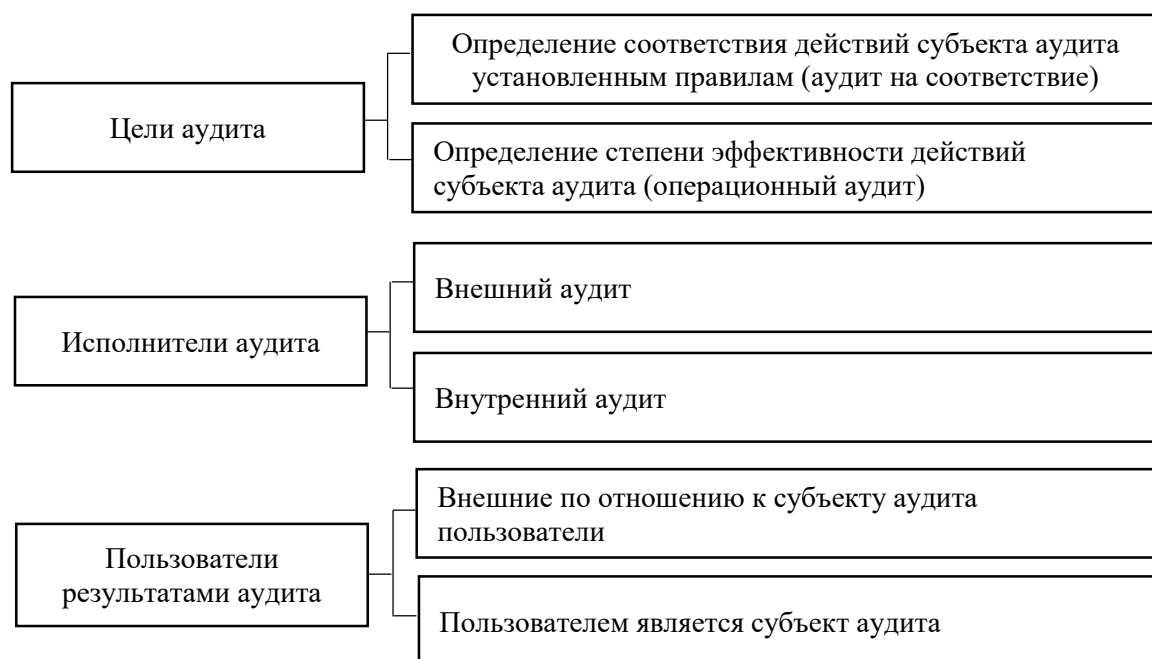 Цели аудита
Определение соответствия действий субъекта аудита
установленным правилам (аудит на соответствие)
Определение степени эффективности действий
субъекта аудита (операционный аудит)
Исполнители аудита
Внешний аудит
Внутренний аудит
Пользователи
результатами аудита
Внешние по отношению к субъекту аудита
пользователи
Пользователем является субъект аудита